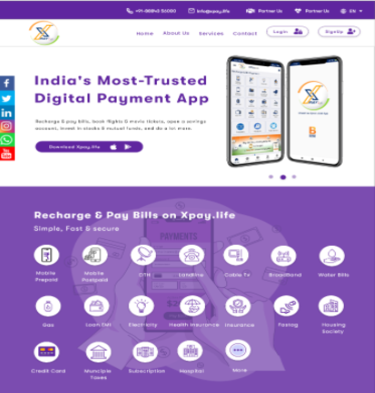 +91-88840 51000 info@xpay.life Partner Us Partner Us EN
Home About Us Services Contact Login SignUp
India's Most-Trusted
Digital Payment App
Recharge & pay bills, book flights & movie tickets, open a savings
account, invest in stocks & mutual funds, and do a lot more.
Download Xpay.life
Recharge & Pay Bills on Xpay.life
Simple, Fast & secure
PAYMENTS
Mobile Prepaid
Mobile Postpaid
DTH
Landline
Cable Tv
Broadband
Water Bills
Gas
Loan EMI
Electricity
Health Insurance
Insurance
Fastag
Housing Society
Credit Card
Municiple Taxes
Subscription
Hospital
More